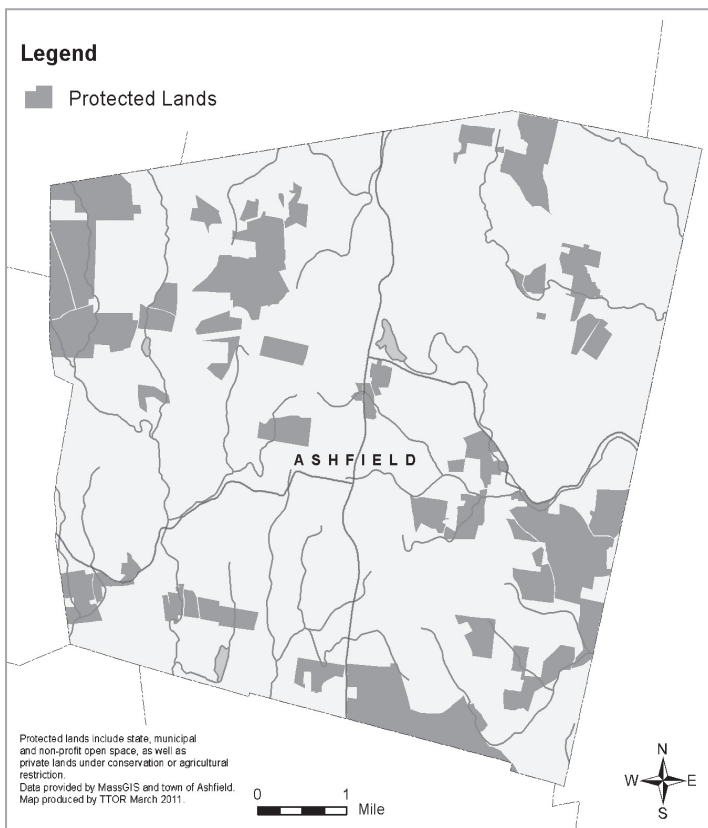 Legend
Protected Lands
ASHFIELD
Protected lands include state, municipal
and non-profit open space, as well as
private lands under conservation or agricultural
restriction.
Data provided by MassGIS and town of Ashfield.
Map produced by TTOR March 2011.
0 1
Mile
N
W E
S